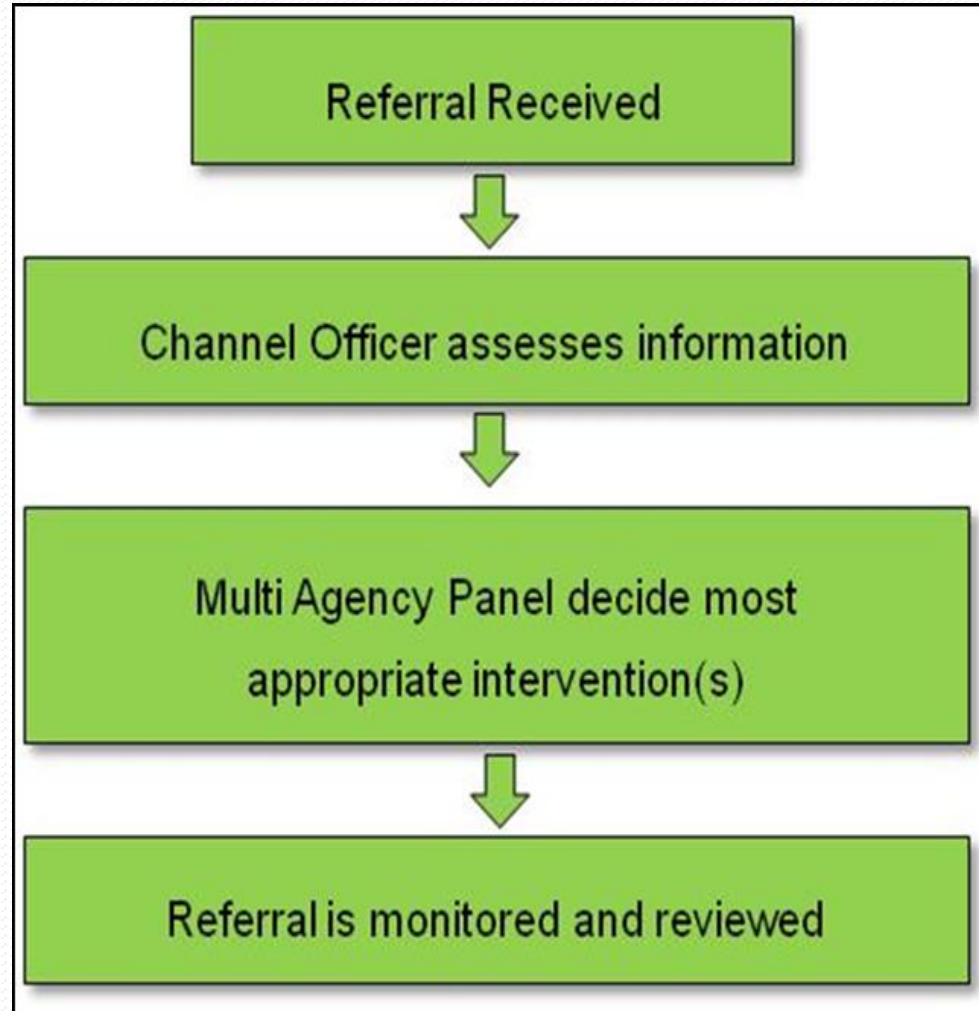 Referral Received
Channel Officer assesses information
Multi Agency Panel decide most
appropriate intervention(s)
Referral is monitored and reviewed